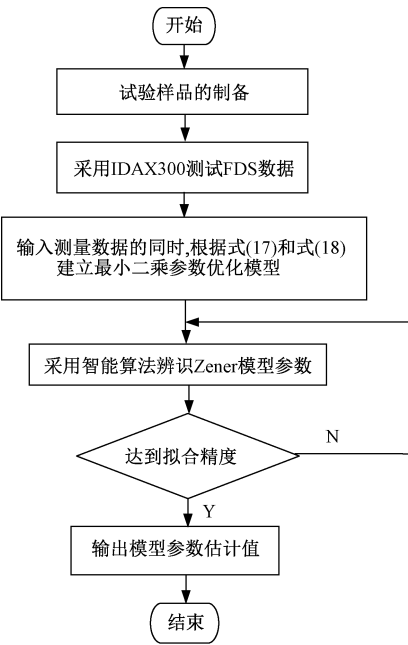 开始
试验样品的制备
采用IDAX300测试FDS数据
输入测量数据的同时,根据式(17)和式(18)
建立最小二乘参数优化模型
采用智能算法辨识Zener模型参数
达到拟合精度
N
Y
输出模型参数估计值
结束